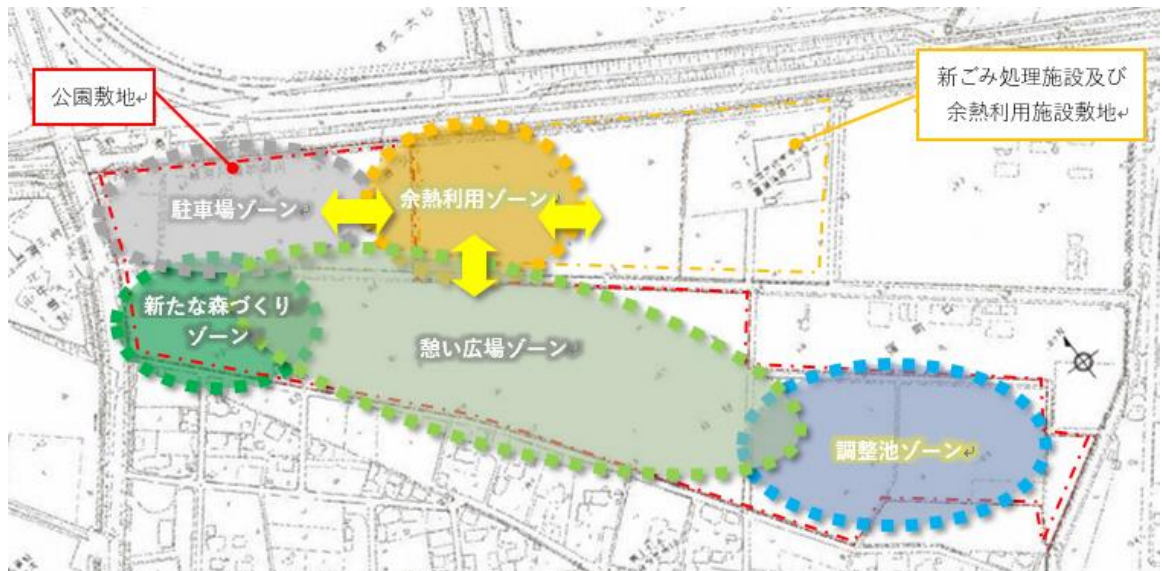 公園敷地
新ごみ処理施設及び
余熱利用施設敷地
駐車場ゾーン
余熱利用ゾーン
新たな森づくり
ゾーン
憩い広場ゾーン
調整池ゾーン